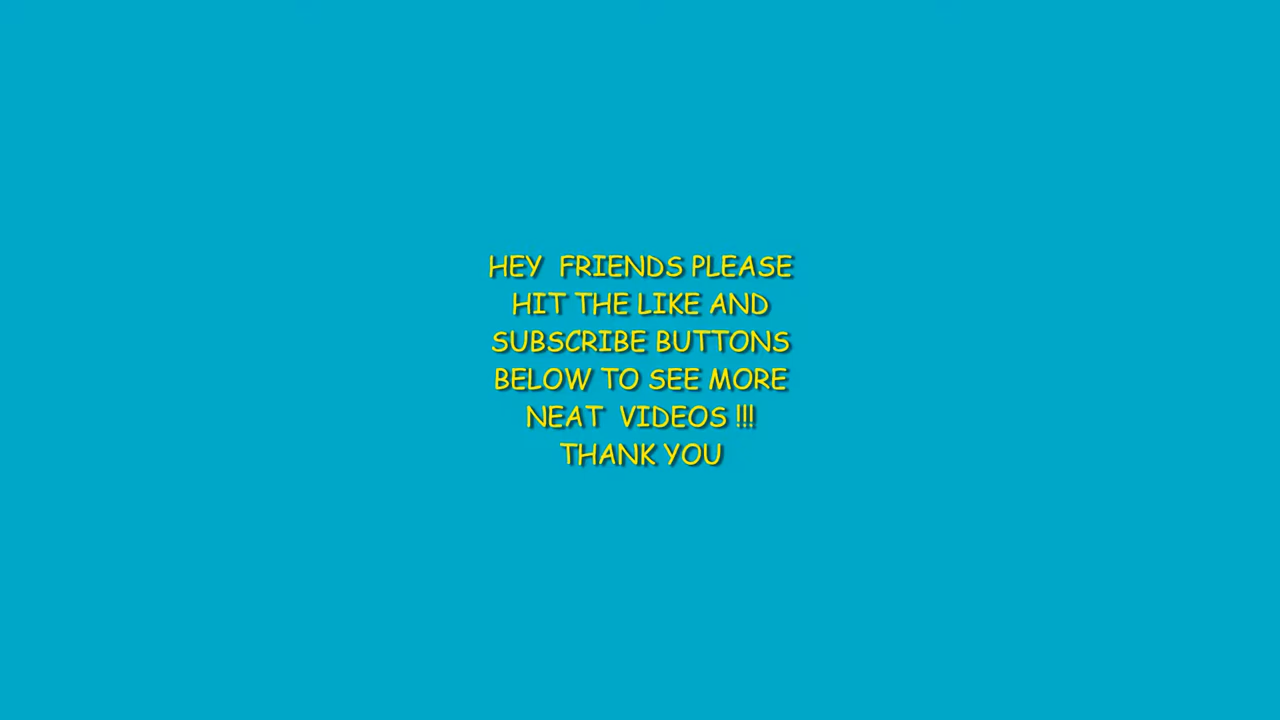 HEY  FRIENDS PLEASE
HIT THE LIKE AND
SUBSCRIBE BUTTONS
BELOW TO SEE MORE
NEAT  VIDEOS !!!
THANK YOU